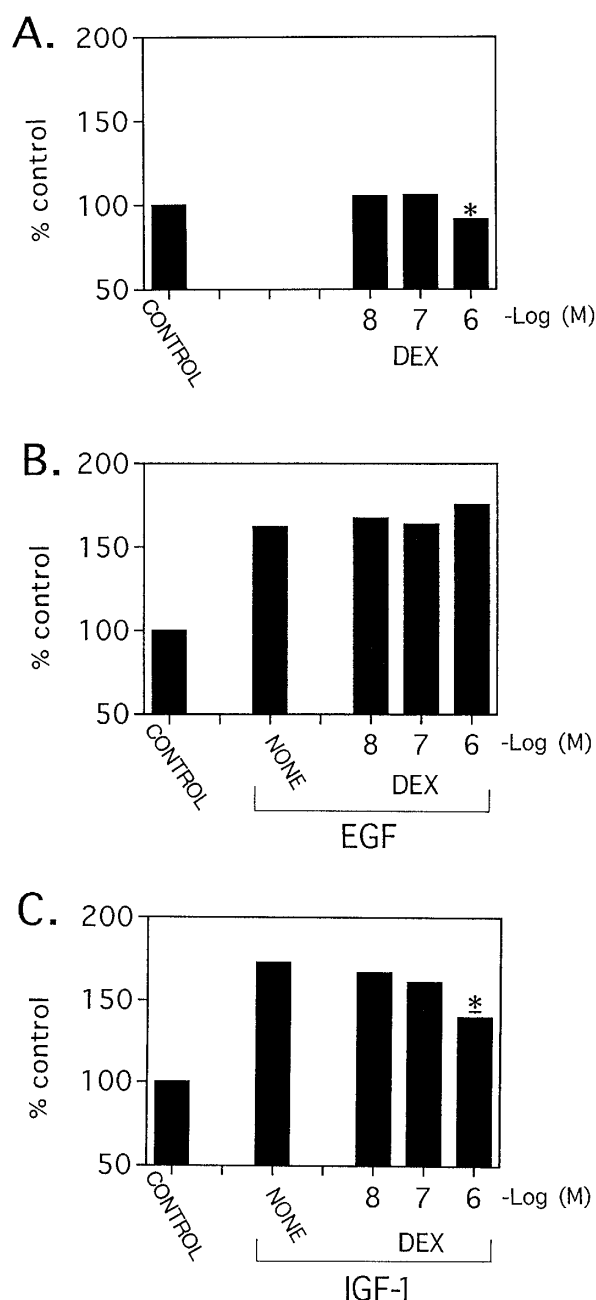 A.
% control
200
150
100
50
*
CONTROL
8 7 6 -Log (M)
DEX
B.
% control
200
150
100
50
CONTROL
NONE
8 7 6 -Log (M)
DEX
EGF
C.
% control
200
150
100
50
*
CONTROL
NONE
8 7 6 -Log (M)
DEX
IGF-1